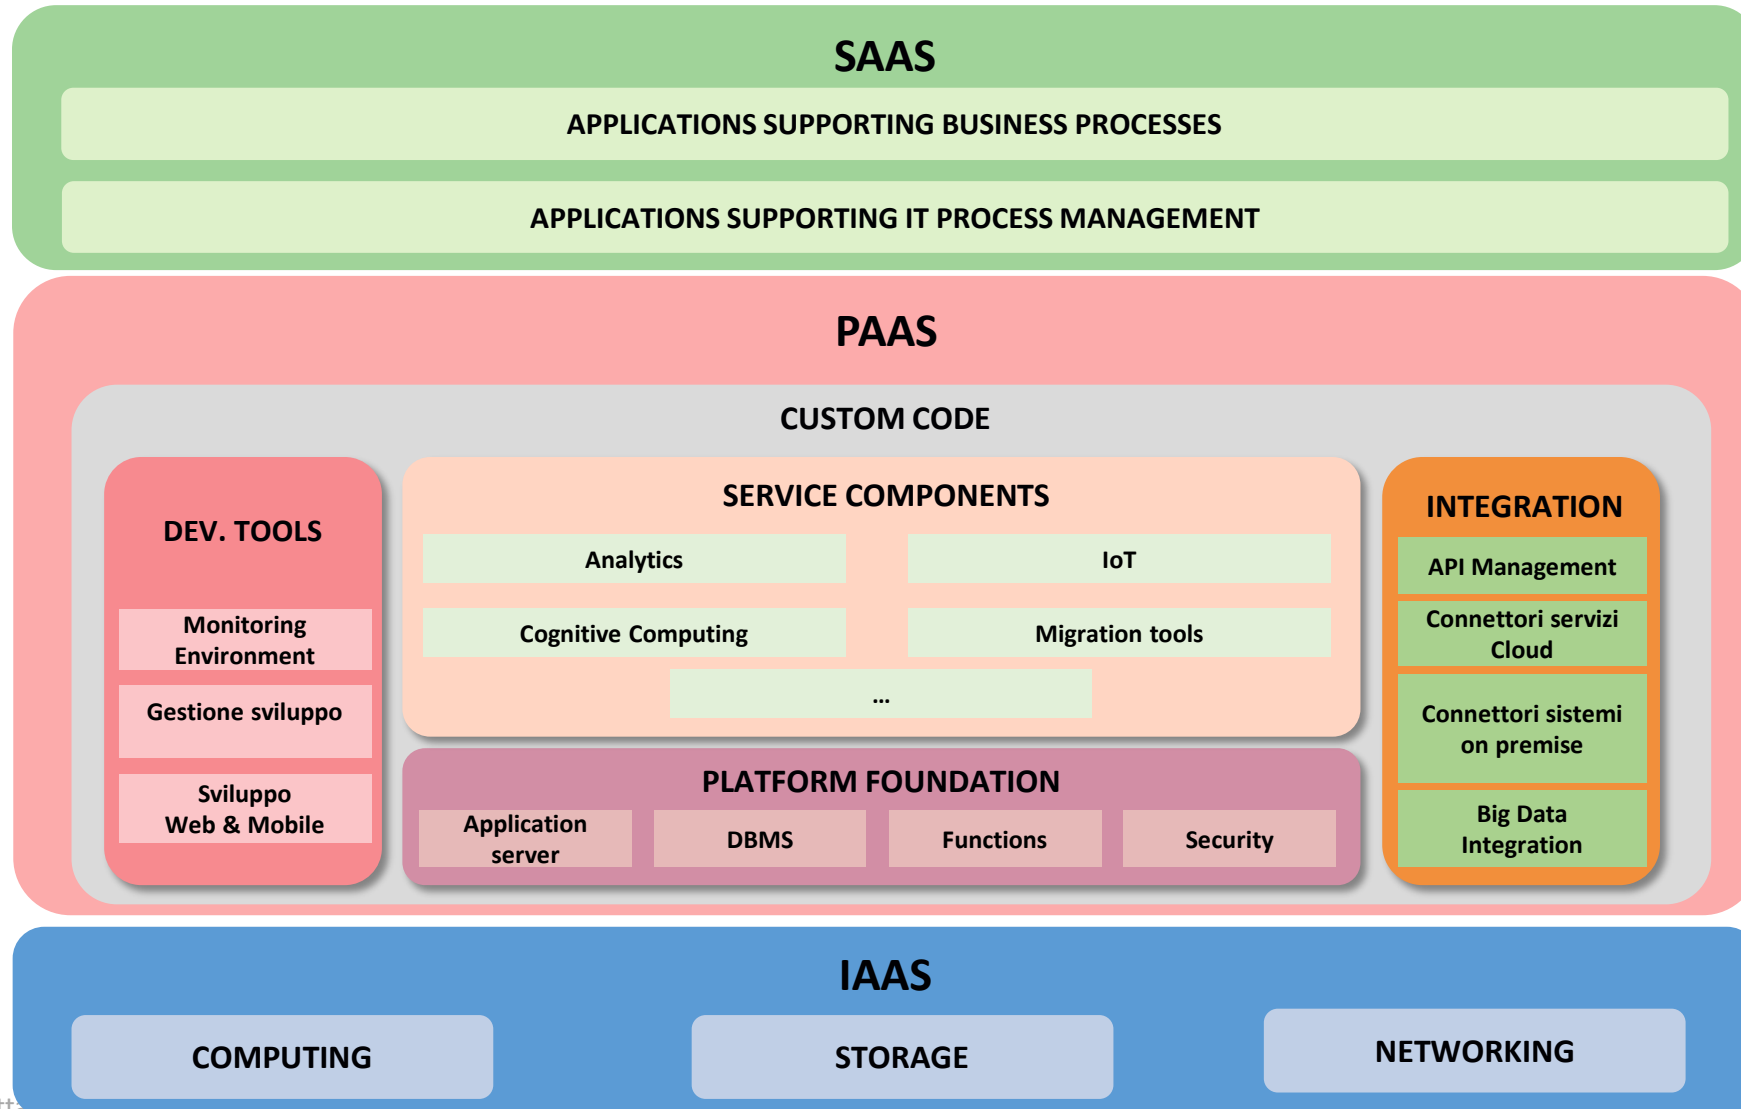 SAAS
APPLICATIONS SUPPORTING BUSINESS PROCESSES
APPLICATIONS SUPPORTING IT PROCESS MANAGEMENT
PAAS
CUSTOM CODE
DEV. TOOLS
Monitoring
Environment
Gestione sviluppo
Sviluppo
Web & Mobile
SERVICE COMPONENTS
Analytics
IoT
Cognitive Computing
Migration tools
...
PLATFORM FOUNDATION
Application
server
DBMS
Functions
Security
INTEGRATION
API Management
Connettori servizi
Cloud
Connettori sistemi
on premise
Big Data
Integration
IAAS
COMPUTING
STORAGE
NETWORKING